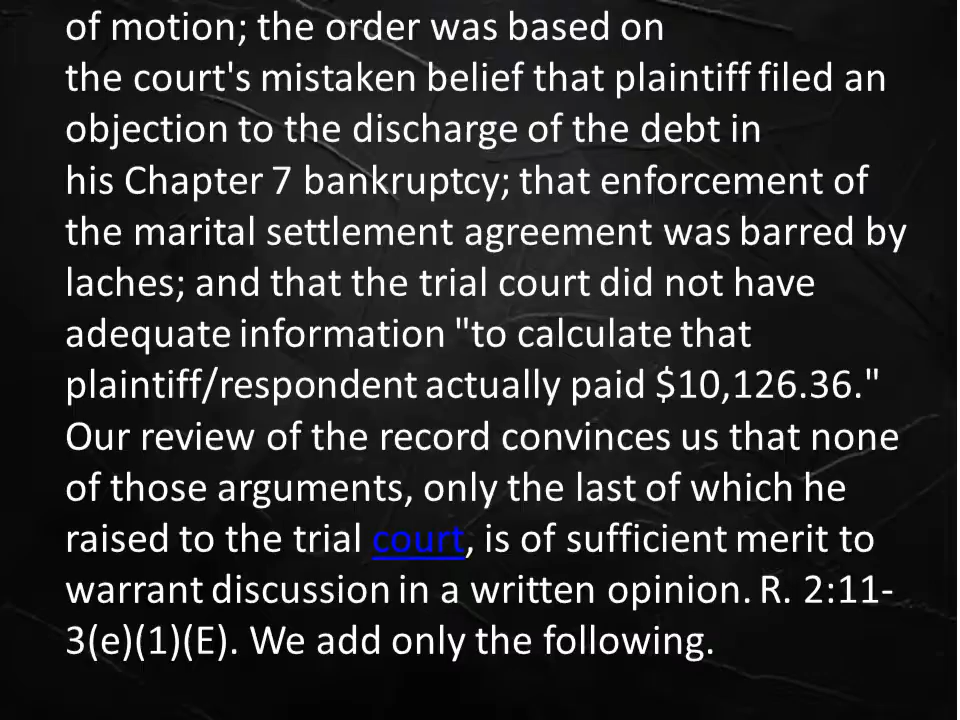 of motion; the order was based on
the court's mistaken belief that plaintiff filed an
objection to the discharge of the debt in
his Chapter 7 bankruptcy; that enforcement of
the marital settlement agreement was barred by
laches; and that the trial court did not have
adequate information "to calculate that
plaintiff/respondent actually paid $10,126.36."
Our review of the record convinces us that none
of those arguments, only the last of which he
raised to the trial court, is of sufficient merit to
warrant discussion in a written opinion. R. 2:11-
3(e)(1)(E). We add only the following.